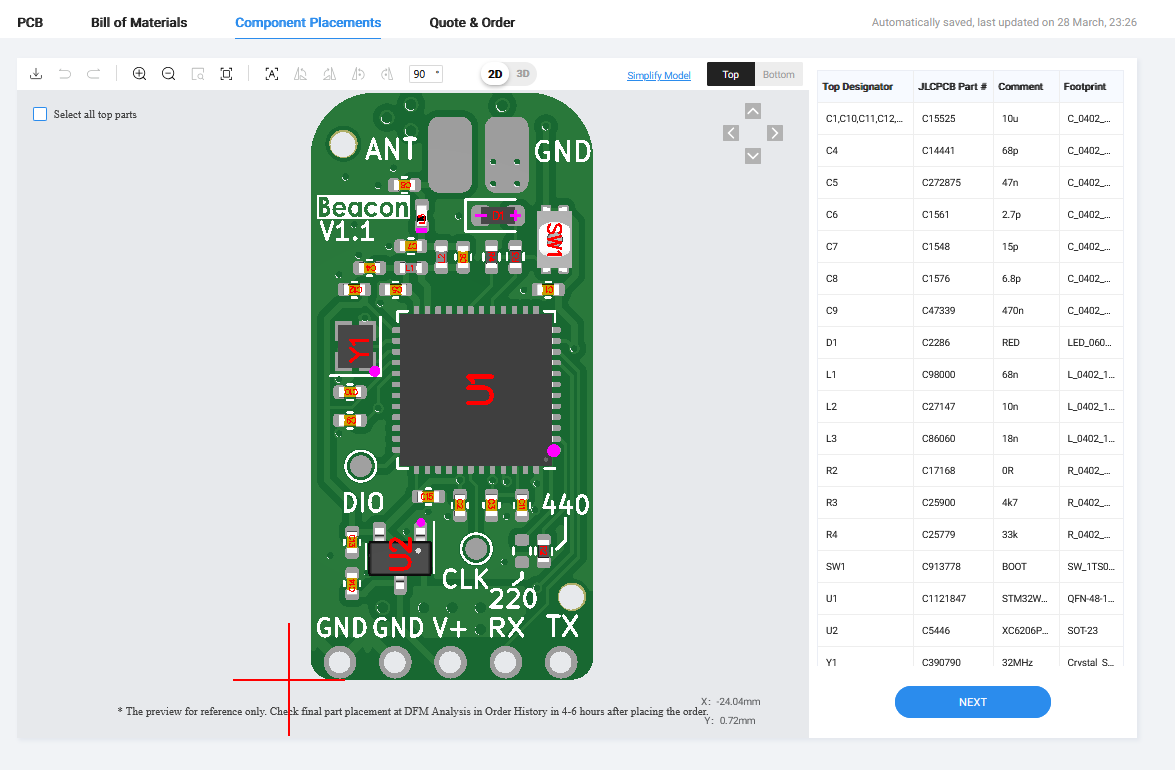 PCB Bill of Materials Component Placements Quote & Order Automatically saved, last updated on 28 March, 23:26
90 ° 2D 3D Simplify Model Top Bottom
Select all top parts
ANT GND
Beacon
V1.1
SW1
Y1
U1
DIO
C15
440
U2
CLK
220
GND GND V+ RX TX
X: -24.04mm
* The preview for reference only. Check final part placement at DFM Analysis in Order History in 4-6 hours after placing the order.
Y: 0.72mm
Top Designator JLCPCB Part # Comment Footprint
C1,C10,C11,C12,... C15525 10u C_0402_...
C4 C14441 68p C_0402_...
C5 C272875 47n C_0402_...
C6 C1561 2.7p C_0402_...
C7 C1548 15p C_0402_...
C8 C1576 6.8p C_0402_...
C9 C47339 470n C_0402_...
D1 C2286 RED LED_060...
L1 C98000 68n L_0402_1...
L2 C27147 10n L_0402_1...
L3 C86060 18n L_0402_1...
R2 C17168 0R R_0402_...
R3 C25900 4k7 R_0402_...
R4 C25779 33k R_0402_...
SW1 C913778 BOOT SW_1TS0...
U1 C1121847 STM32W... QFN-48-1...
U2 C5446 XC6206P... SOT-23
Y1 C390790 32MHz Crystal_S...
NEXT